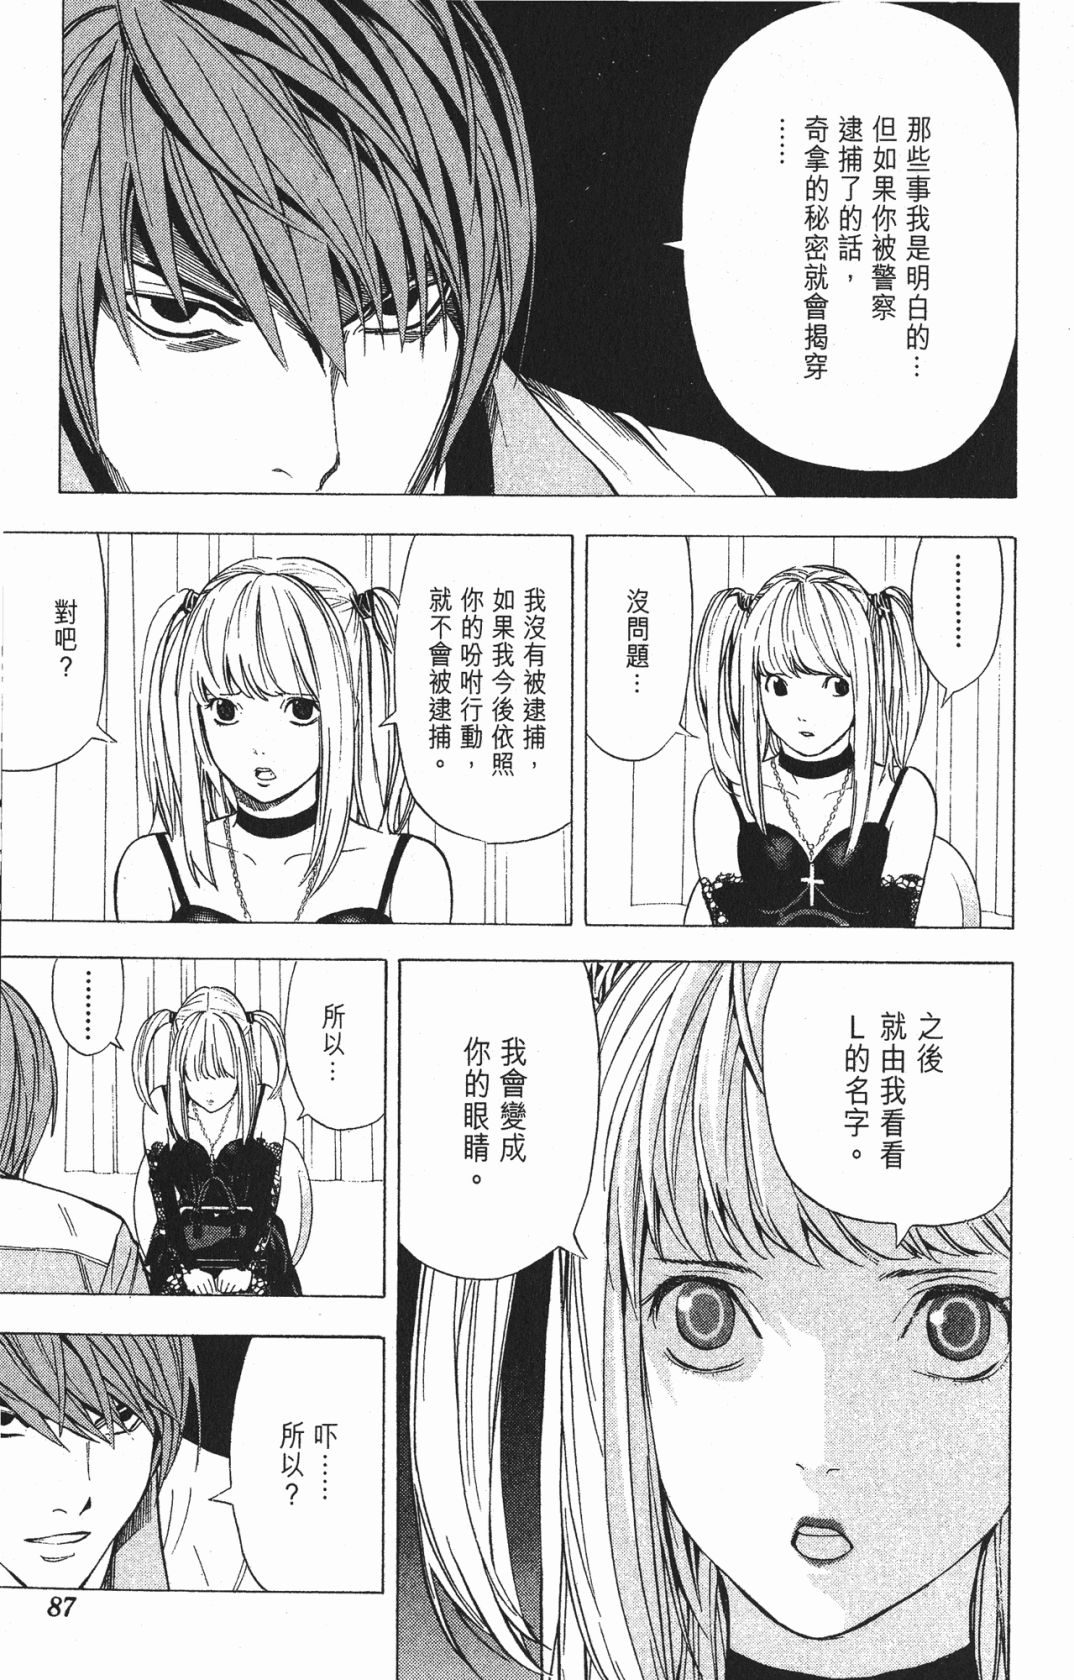 那些事我是明白的…
但如果你被警察
逮捕了的話，
奇拿的秘密就會揭穿
……
…………
沒問題…
我沒有被逮捕，
如果我今後依照
你的吩咐行動，
就不會被逮捕。
對吧？
之後
就由我看看
L的名字。
我會變成
你的眼睛。
所以…
…………
吓……
所以？
87